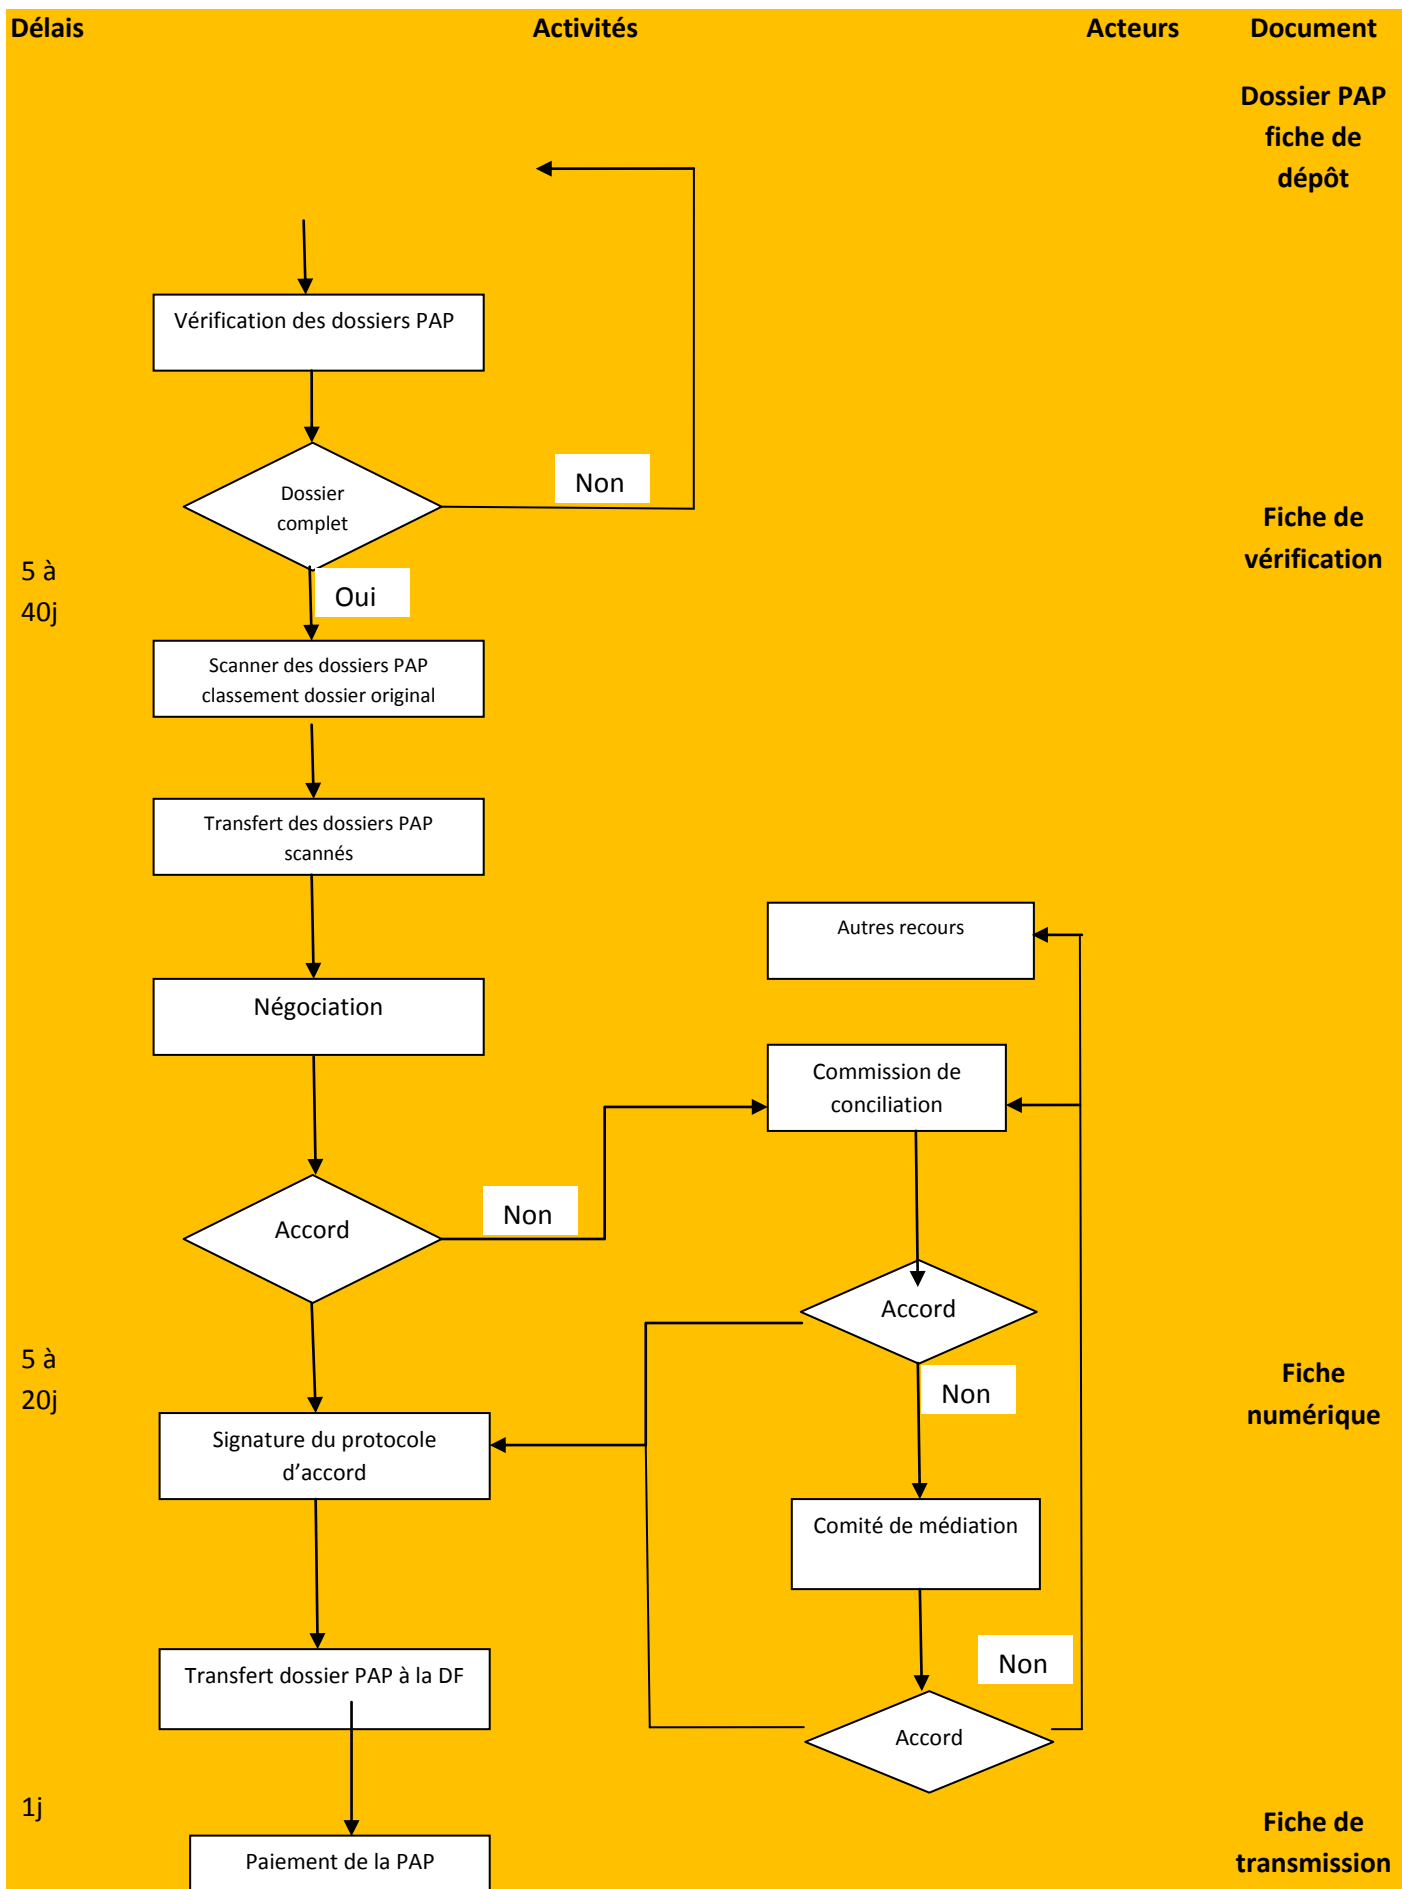 Délais Activités Acteurs Document
Dossier PAP
fiche de
dépôt
Vérification des dossiers PAP
Dossier
complet
Non
Fiche de
vérification
5 à
40j
Oui
Scanner des dossiers PAP
classement dossier original
Transfert des dossiers PAP
scannés
Autres recours
Négociation
Commission de
conciliation
Accord
Non
Accord
5 à
20j
Non
Fiche
numérique
Signature du protocole
d’accord
Comité de médiation
Transfert dossier PAP à la DF
Non
Accord
1j
Fiche de
transmission
Paiement de la PAP